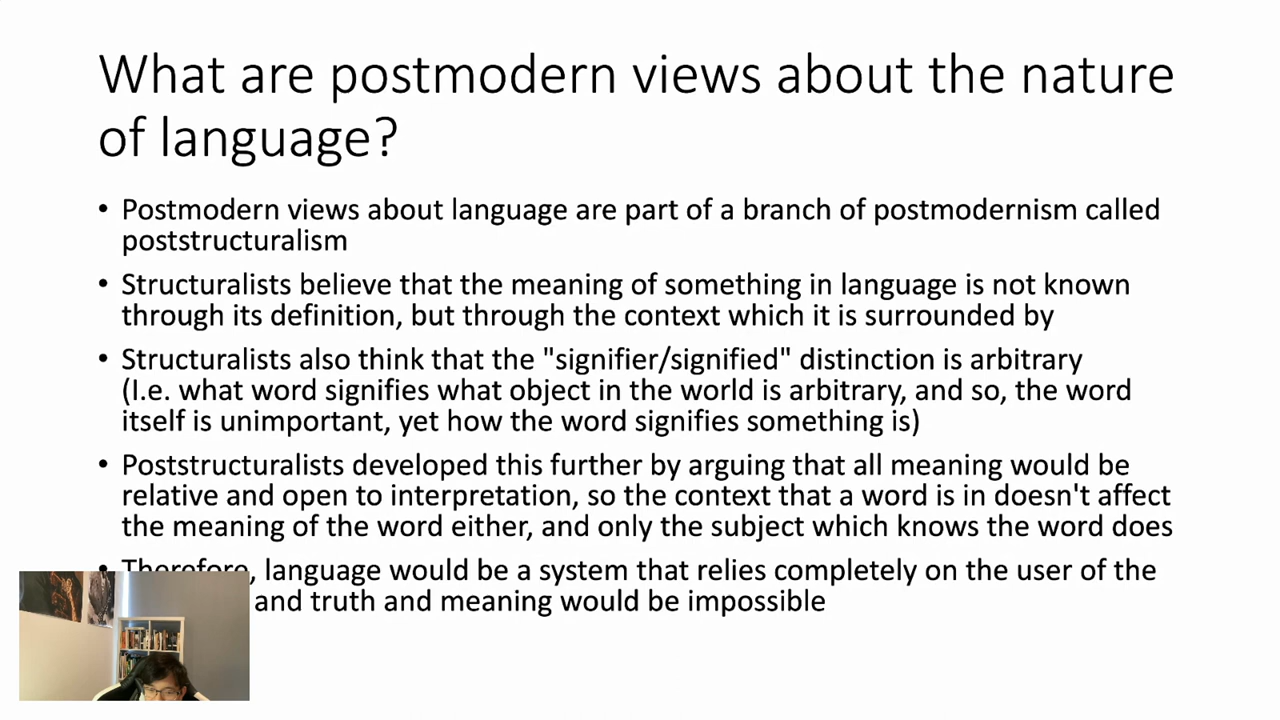 What are postmodern views about the nature
of language?
• Postmodern views about language are part of a branch of postmodernism called
poststructuralism
• Structuralists believe that the meaning of something in language is not known
through its definition, but through the context which it is surrounded by
• Structuralists also think that the "signifier/signified" distinction is arbitrary
(I.e. what word signifies what object in the world is arbitrary, and so, the word
itself is unimportant, yet how the word signifies something is)
• Poststructuralists developed this further by arguing that all meaning would be
relative and open to interpretation, so the context that a word is in doesn't affect
the meaning of the word either, and only the subject which knows the word does
• Therefore, language would be a system that relies completely on the user of the
and truth and meaning would be impossible